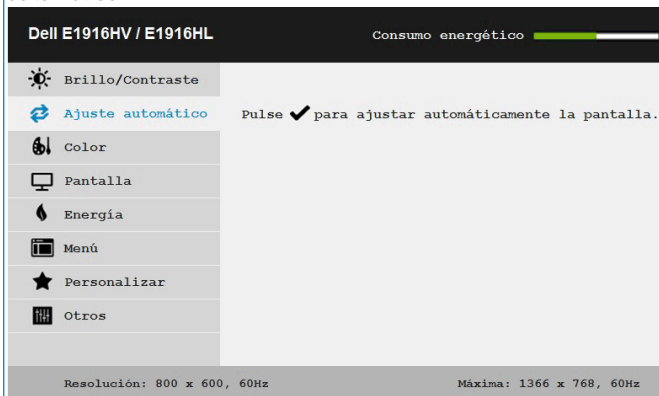 Dell E1916HV / E1916HL
Consumo energético
Brillo/Contraste
Ajuste automático
Pulse ✔ para ajustar automáticamente la pantalla.
Color
Pantalla
Energía
Menú
Personalizar
Otros
Resolución: 800 x 600, 60Hz
Máxima: 1366 x 768, 60Hz